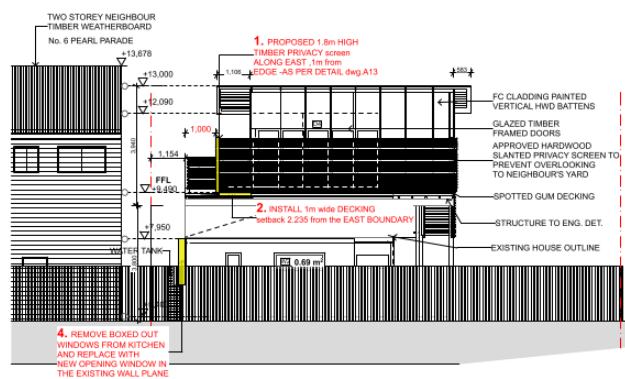 TWO STOREY NEIGHBOUR
TIMBER WEATHERBOARD
No. 6 PEARL PARADE
+13,678
1. PROPOSED 1.8m HIGH
TIMBER PRIVACY screen
ALONG EAST ,1m from
EDGE -AS PER DETAIL dwg.A13
+13,000
1,106
583
+12,090
FC CLADDING PAINTED
VERTICAL HWD BATTENS
GLAZED TIMBER
FRAMED DOORS
1,000
3,940
1,154
APPROVED HARDWOOD
SLANTED PRIVACY SCREEN TO
PREVENT OVERLOOKING
TO NEIGHBOUR'S YARD
FFL
+9,490
SPOTTED GUM DECKING
2. INSTALL 1m wide DECKING
setback 2.235 from the EAST BOUNDARY
STRUCTURE TO ENG. DET.
+7,950
EXISTING HOUSE OUTLINE
WATER TANK
0.69 m²
4. REMOVE BOXED OUT
WINDOWS FROM KITCHEN
AND REPLACE WITH
NEW OPENING WINDOW IN
THE EXISTING WALL PLANE